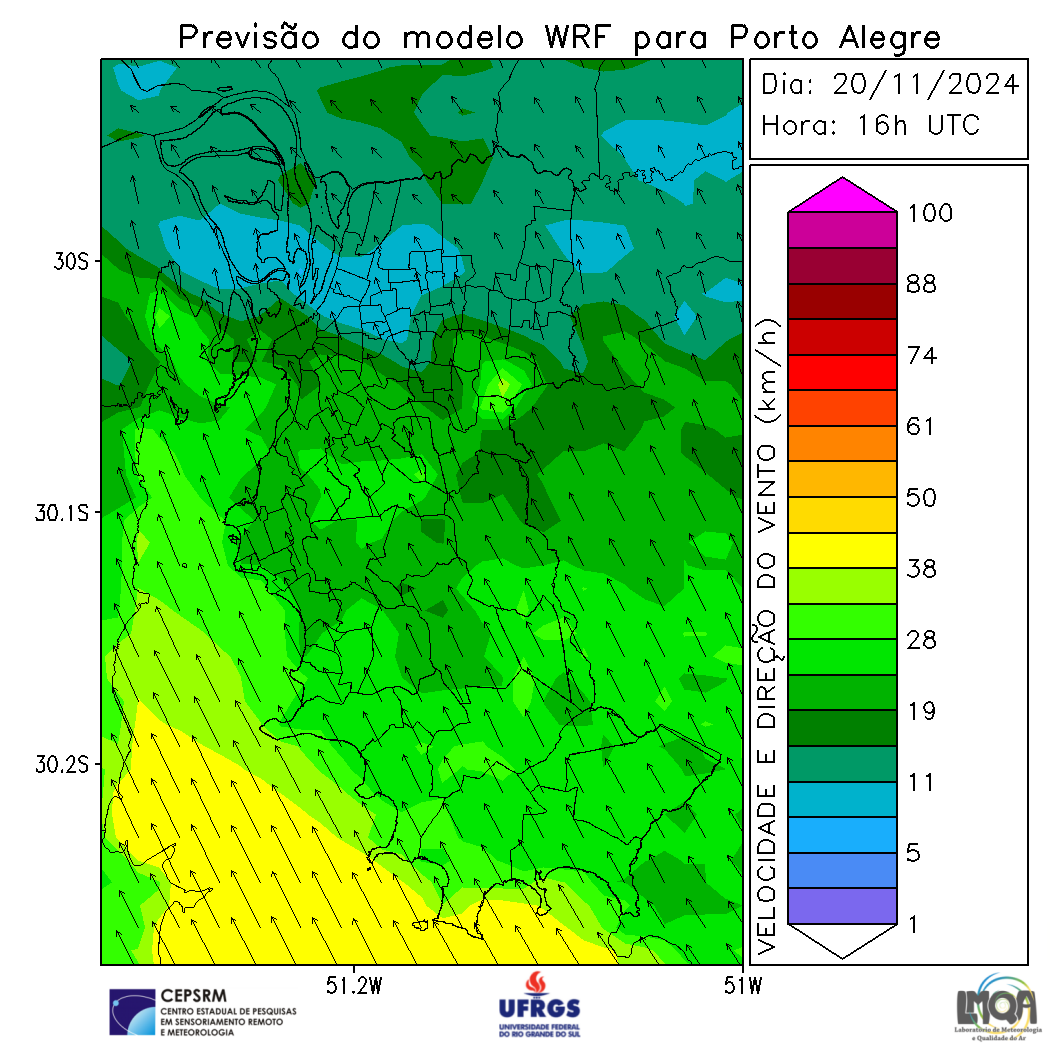 Previsão do modelo WRF para Porto Alegre
Dia: 20/11/2024
Hora: 16h UTC
30S
30.1S
30.2S
51.2W
51W
VELOCIDADE E DIREÇÃO DO VENTO (km/h)
100
88
74
61
50
38
28
19
11
5
1
CEPSRM
CENTRO ESTADUAL DE PESQUISAS
EM SENSORIAMENTO REMOTO
E METEOROLOGIA
UFRGS
UNIVERSIDADE FEDERAL
DO RIO GRANDE DO SUL
LMQA
Laboratório de Meteorologia
e Qualidade do Ar